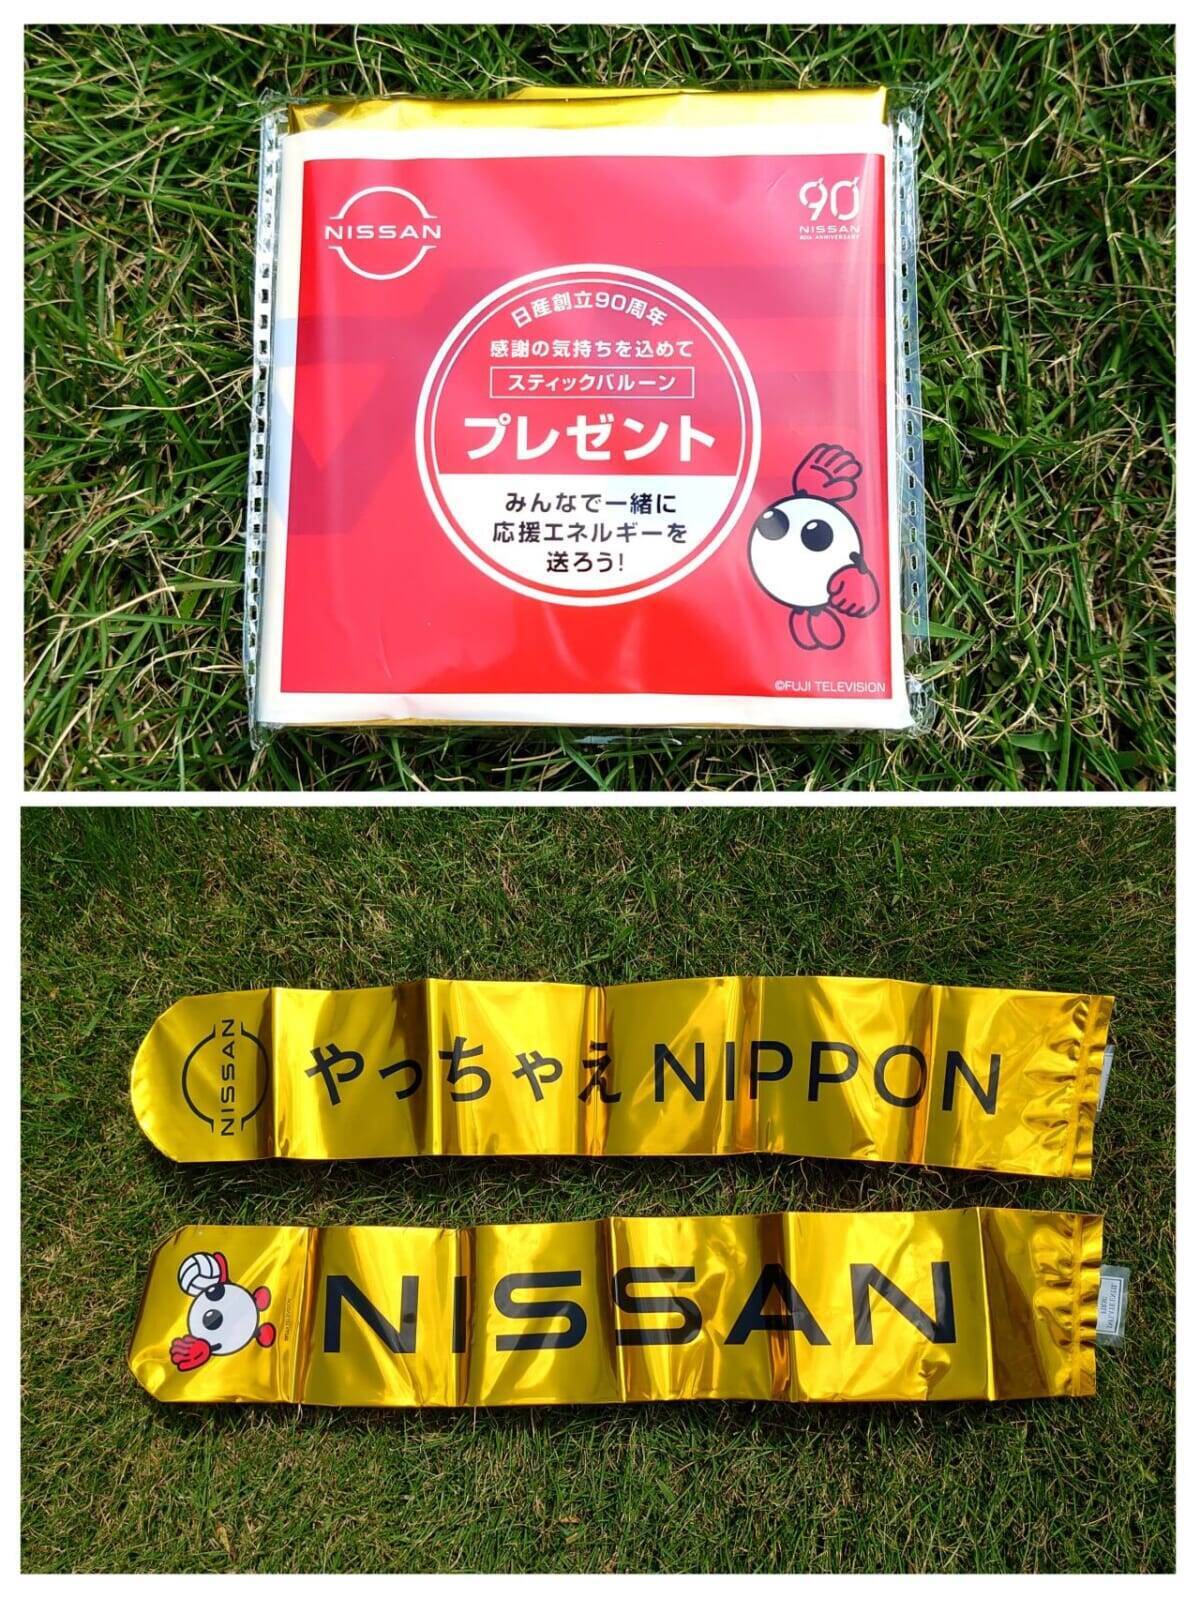 NISSAN
90
NISSAN
90th ANNIVERSARY
日産創立90周年
感謝の気持ちを込めて
スティックバルーン
プレゼント
みんなで一緒に
応援エネルギーを
送ろう!
©FUJI TELEVISION
NISSAN
やっちゃえNIPPON
NISSAN